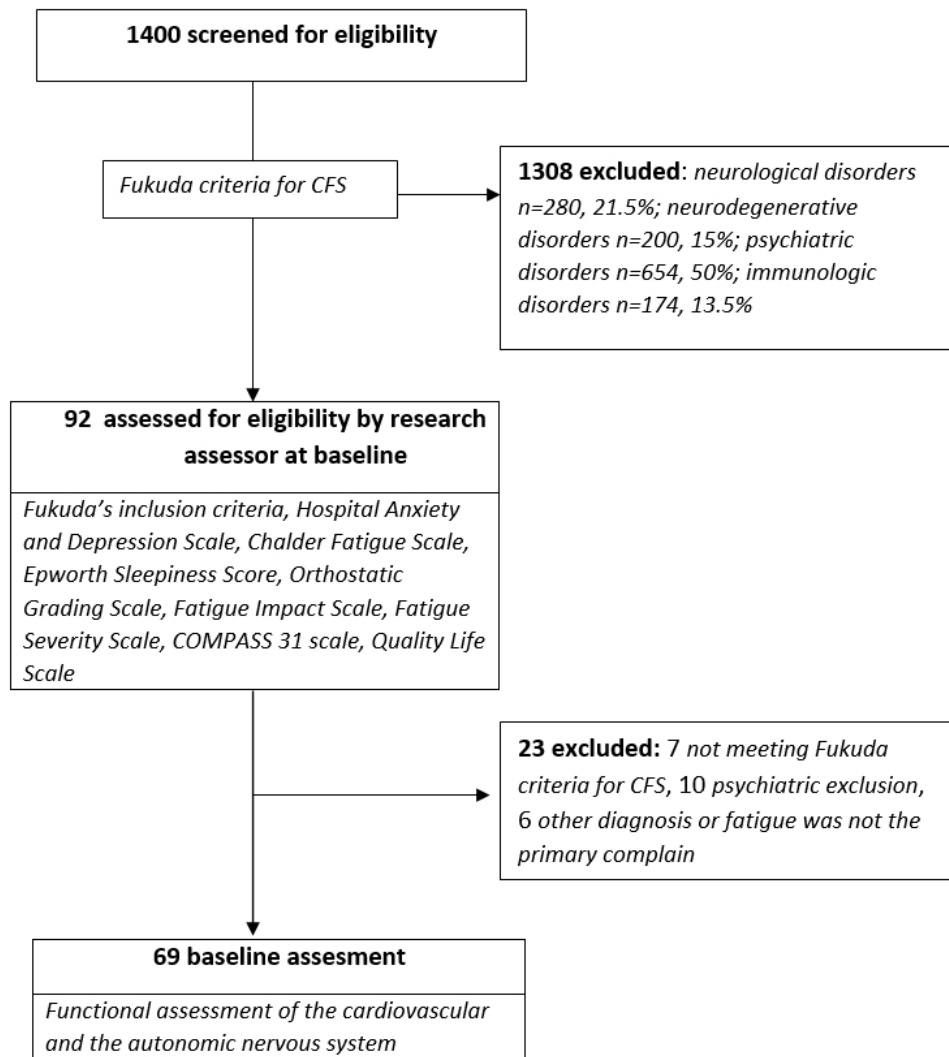 1400 screened for eligibility
Fukuda criteria for CFS
1308 excluded: neurological disorders
n=280, 21.5%; neurodegenerative
disorders n=200, 15%; psychiatric
disorders n=654, 50%; immunologic
disorders n=174, 13.5%
92 assessed for eligibility by research
assessor at baseline
Fukuda’s inclusion criteria, Hospital Anxiety
and Depression Scale, Chalder Fatigue Scale,
Epworth Sleepiness Score, Orthostatic
Grading Scale, Fatigue Impact Scale, Fatigue
Severity Scale, COMPASS 31 scale, Quality Life
Scale
23 excluded: 7 not meeting Fukuda
criteria for CFS, 10 psychiatric exclusion,
6 other diagnosis or fatigue was not the
primary complain
69 baseline assesment
Functional assessment of the cardiovascular
and the autonomic nervous system